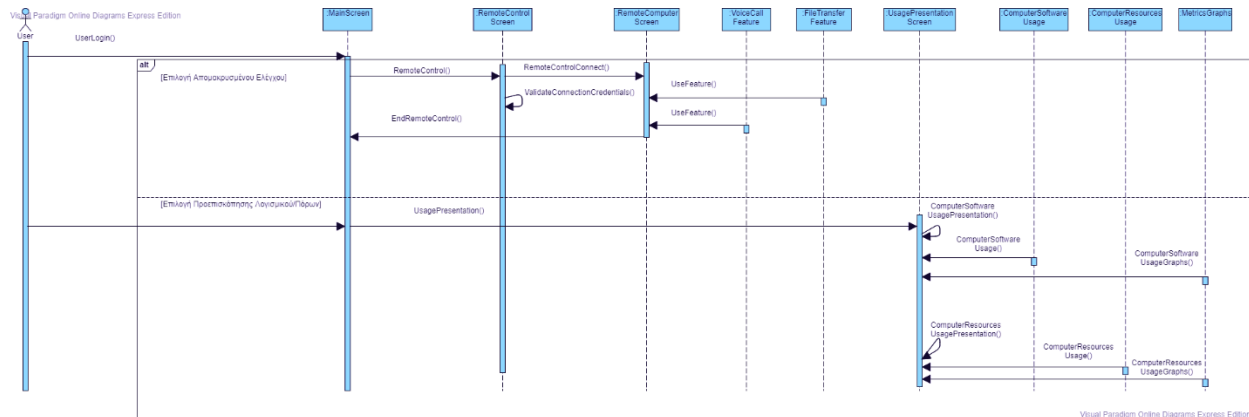 Visual Paradigm Online Diagrams Express Edition
User
:MainScreen
:RemoteControl
Screen
:RemoteComputer
Screen
:VoiceCall
Feature
:FileTransfer
Feature
:UsagePresentation
Screen
:ComputerSoftware
Usage
:ComputerResources
Usage
:MetricsGraphs
UserLogin()
alt
[Επιλογή Απομακρυσμένου Ελέγχου]
RemoteControl()
RemoteControlConnect()
ValidateConnectionCredentials()
UseFeature()
UseFeature()
EndRemoteControl()
[Επιλογή Προεπισκόπησης Λογισμικού/Πόρων]
UsagePresentation()
ComputerSoftware
UsagePresentation()
ComputerSoftware
Usage()
ComputerSoftware
UsageGraphs()
ComputerResources
UsagePresentation()
ComputerResources
Usage()
ComputerResources
UsageGraphs()
Visual Paradigm Online Diagrams Express Edition